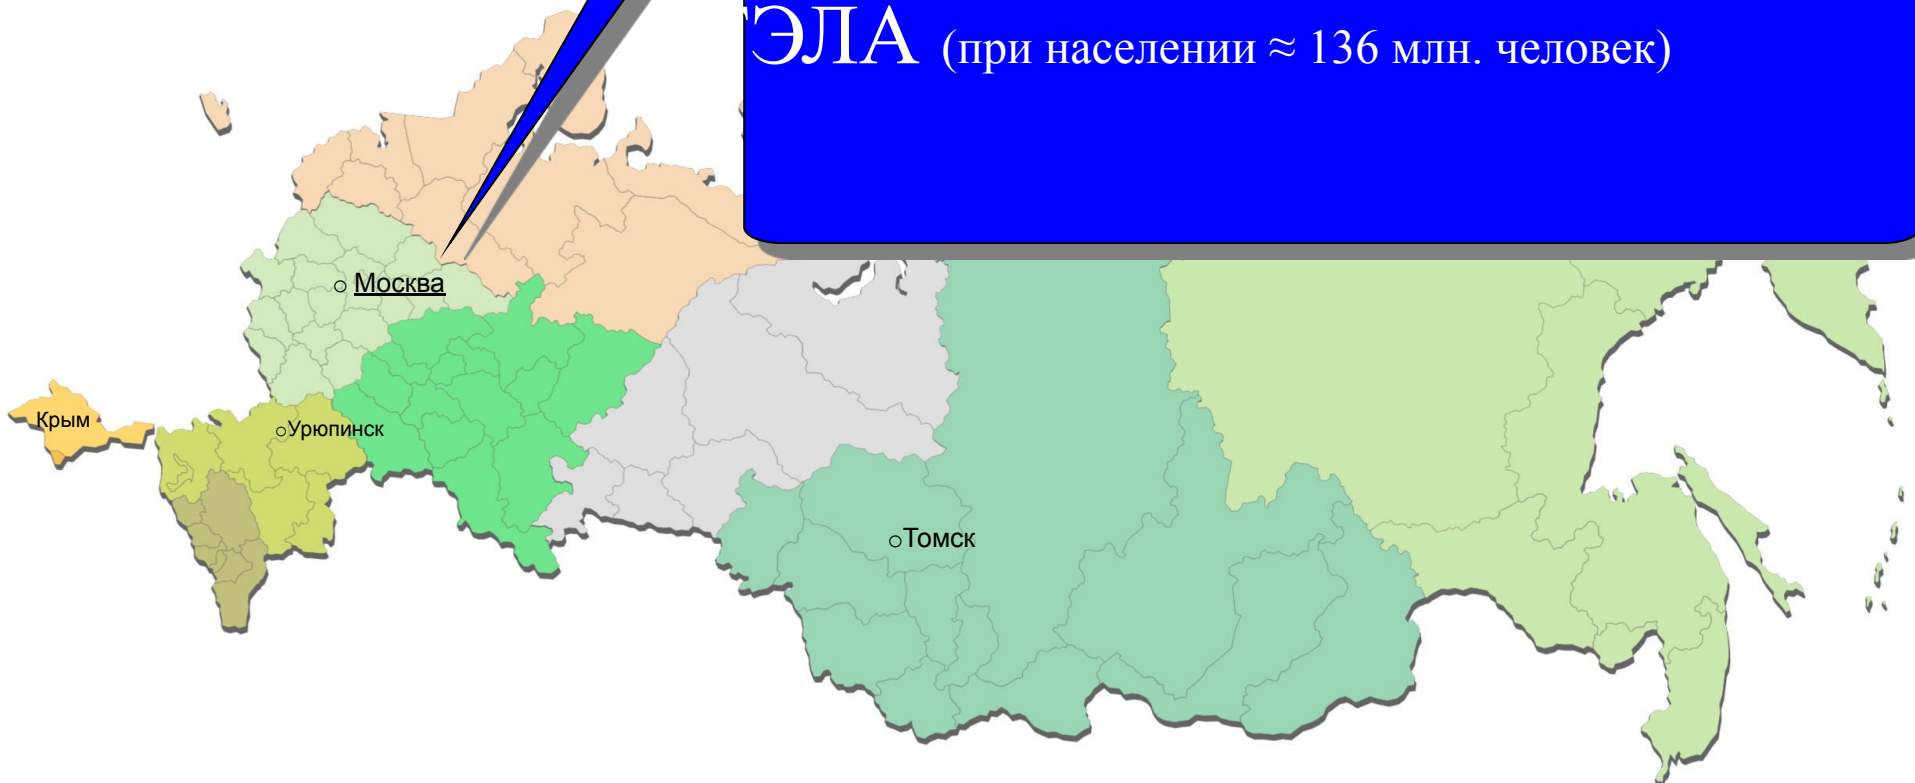 ЭЛА (при населении ≈ 136 млн. человек)
Москва
Крым
Урюпинск
Томск